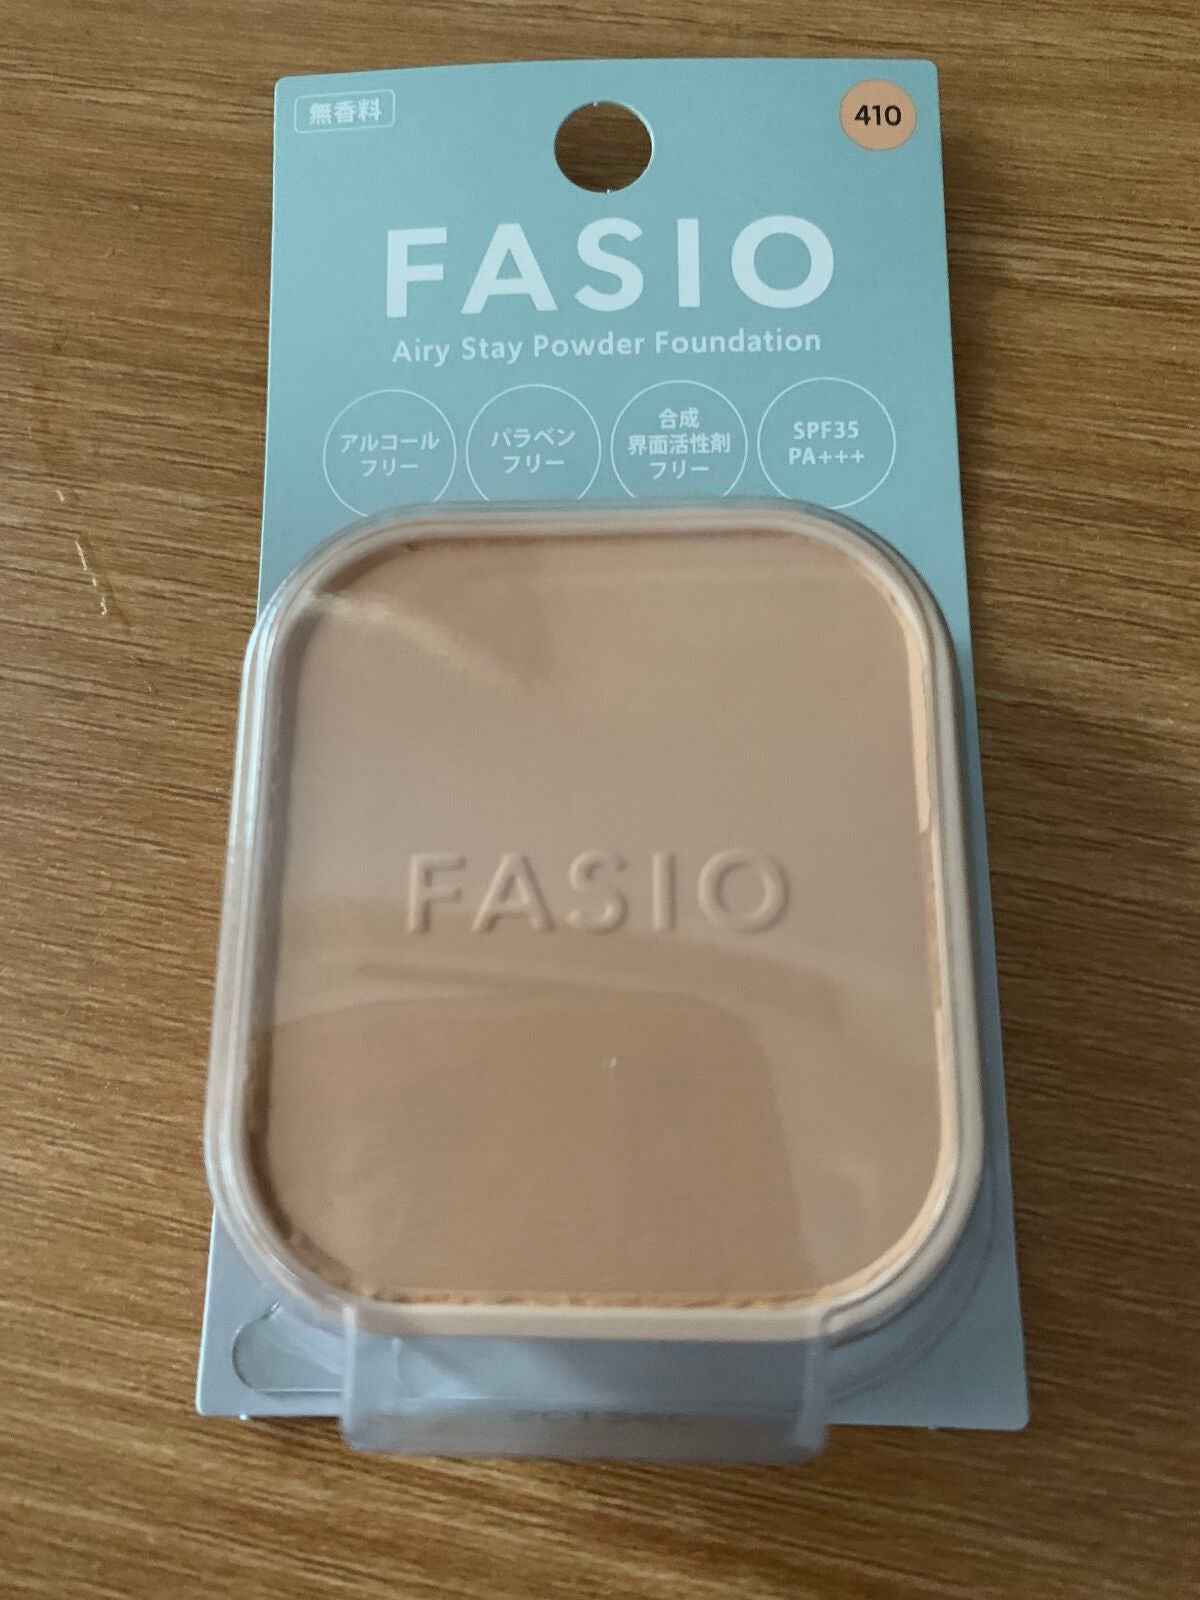 無香料
410
FASIO
Airy Stay Powder Foundation
アルコール
フリー
パラベン
フリー
合成
界面活性剤
フリー
SPF35
PA+++
FASIO